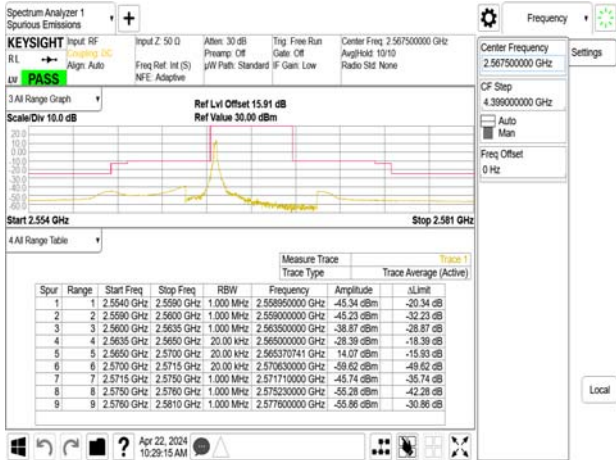 Spectrum Analyzer 1
Spurious Emissions
+
Frequency
KEYSIGHT Input: RF Input Z: 50 Ω Atten: 30 dB Trig: Free Run Center Freq: 2.567500000 GHz
RL Coupling: DC Preamp: Off Gate: Off Avg|Hold: 10/10
Align: Auto Freq Ref: Int (S) µW Path: Standard IF Gain: Low Radio Std: None
LW PASS NFE: Adaptive
Center Frequency
2.567500000 GHz
Settings
CF Step
4.399000000 GHz
Auto
Man
Freq Offset
0 Hz
3 All Range Graph
Ref Lvl Offset 15.91 dB
Scale/Div 10.0 dB Ref Value 30.00 dBm
20.0
10.0
0.00
-10.0
-20.0
-30.0
-40.0
-50.0
-60.0
Start 2.554 GHz Stop 2.581 GHz
4 All Range Table
Measure Trace Trace 1
Trace Type Trace Average (Active)
Spur Range Start Freq Stop Freq RBW Frequency Amplitude ΔLimit
1 1 2.5540 GHz 2.5590 GHz 1.000 MHz 2.558950000 GHz -45.34 dBm -20.34 dB
2 2 2.5590 GHz 2.5600 GHz 1.000 MHz 2.559000000 GHz -45.23 dBm -32.23 dB
3 3 2.5600 GHz 2.5635 GHz 1.000 MHz 2.563500000 GHz -38.87 dBm -28.87 dB
4 4 2.5635 GHz 2.5650 GHz 20.00 kHz 2.565000000 GHz -28.39 dBm -18.39 dB
5 5 2.5650 GHz 2.5700 GHz 20.00 kHz 2.565370741 GHz 14.07 dBm -15.93 dB
6 6 2.5700 GHz 2.5715 GHz 20.00 kHz 2.570630000 GHz -59.62 dBm -49.62 dB
7 7 2.5715 GHz 2.5750 GHz 1.000 MHz 2.571710000 GHz -45.74 dBm -35.74 dB
8 8 2.5750 GHz 2.5760 GHz 1.000 MHz 2.575230000 GHz -55.28 dBm -42.28 dB
9 9 2.5760 GHz 2.5810 GHz 1.000 MHz 2.577600000 GHz -55.86 dBm -30.86 dB
Local
? Apr 22, 2024
10:29:15 AM